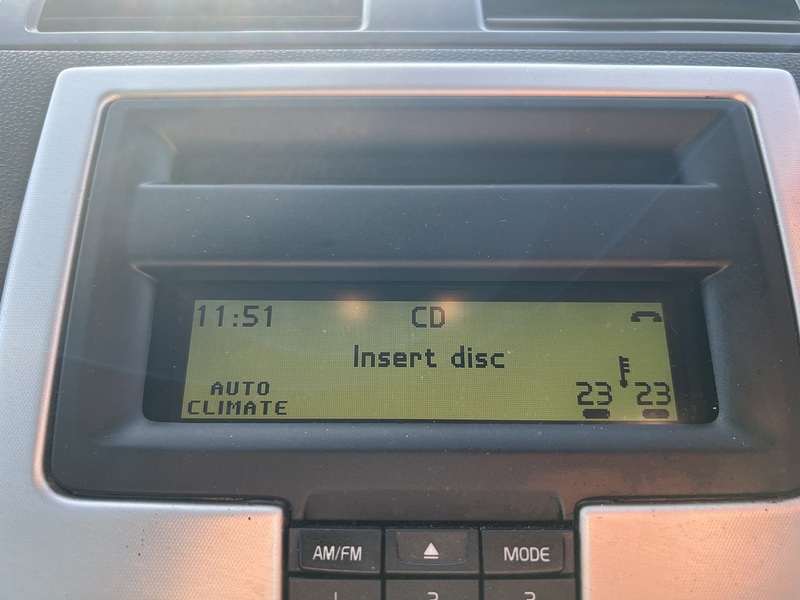 11:51 CD
Insert disc
AUTO
CLIMATE 23 23
AM/FM MODE